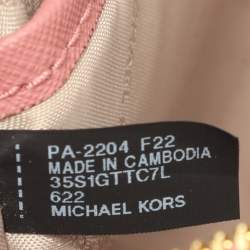 PA-2204 F22
MADE IN CAMBODIA
35S1GTTC7L
622
MICHAEL KORS